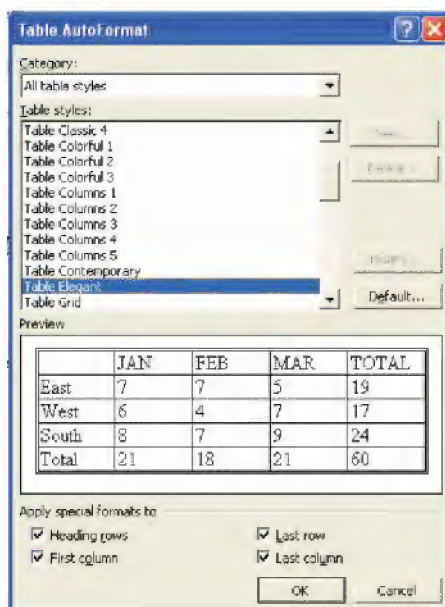 Table AutoFormat
Category:
All table styles
Table styles:
Table Classic 4
Table Colorful 1
Table Colorful 2
Table Colorful 3
Table Columns 1
Table Columns 2
Table Columns 3
Table Columns 4
Table Columns 5
Table Contemporary
Table Elegant
Table Grid
Default...
Preview
JAN FEB MAR TOTAL
East 7 7 5 19
West 6 4 7 17
South 8 7 9 24
Total 21 18 21 60
Apply special formats to
Heading rows Last row
First column Last column
OK Cancel